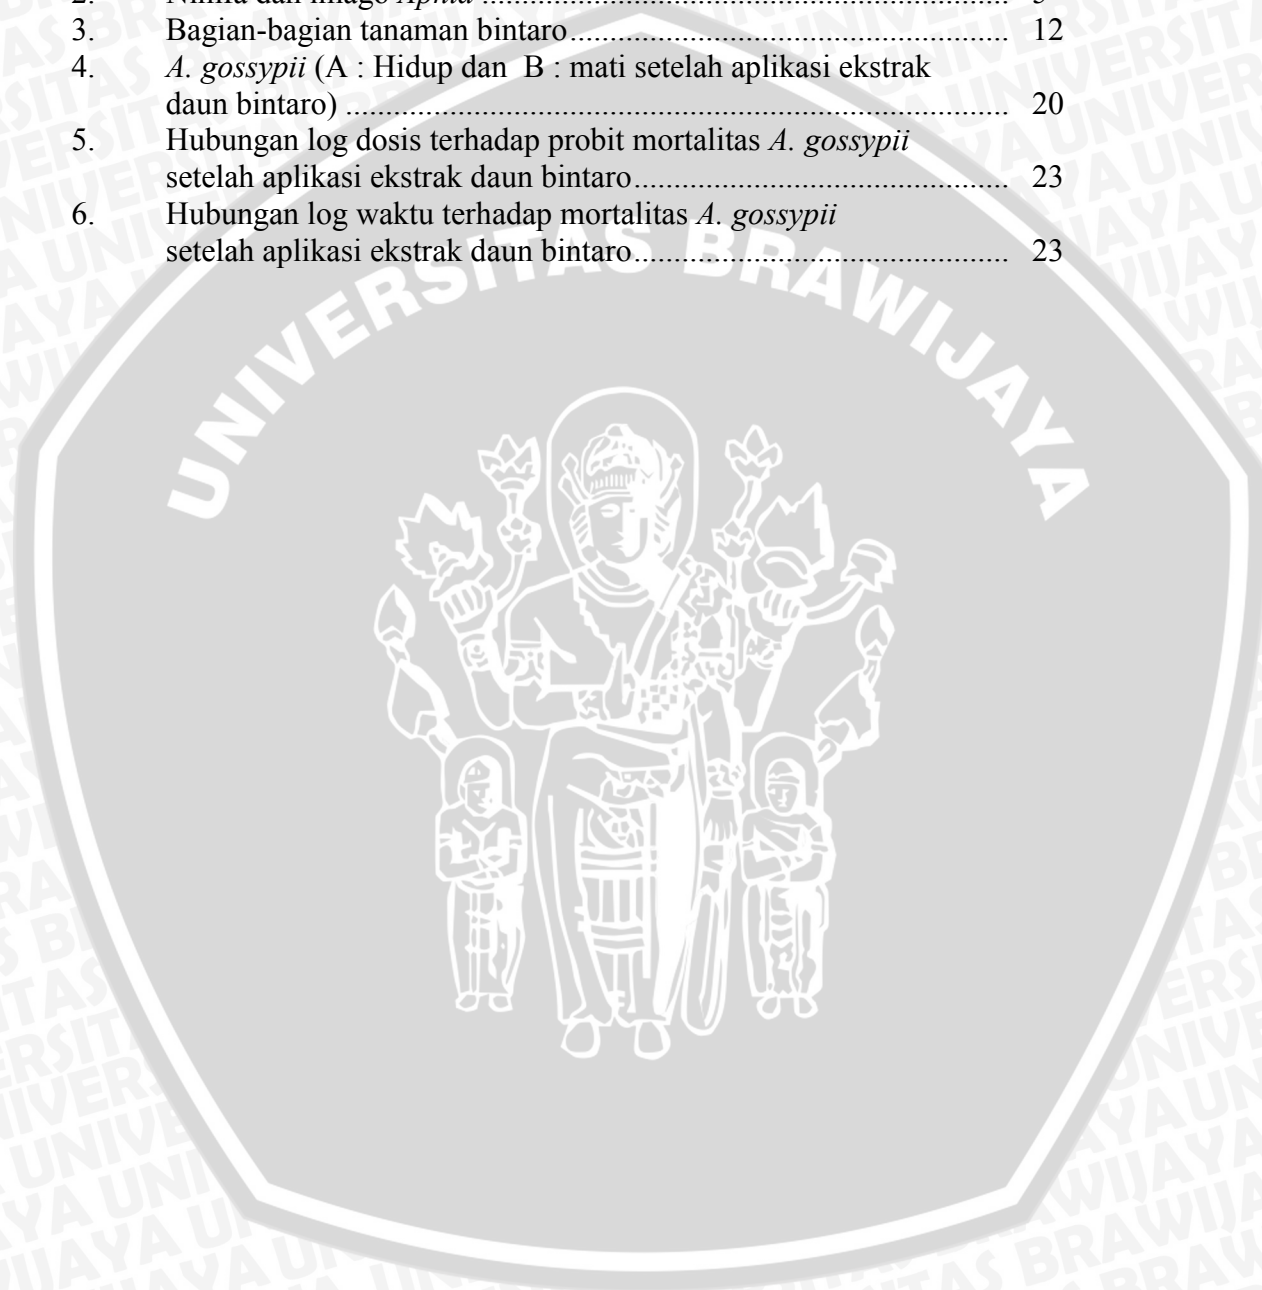 3. Bagian-bagian tanaman bintaro....................................................... 12
4. A. gossypii (A : Hidup dan B : mati setelah aplikasi ekstrak
daun bintaro) ................................................................................... 20
5. Hubungan log dosis terhadap probit mortalitas A. gossypii
setelah aplikasi ekstrak daun bintaro............................................... 23
6. Hubungan log waktu terhadap mortalitas A. gossypii
setelah aplikasi ekstrak daun bintaro............................................... 23
UNIVERSITAS BRAWIJAYA